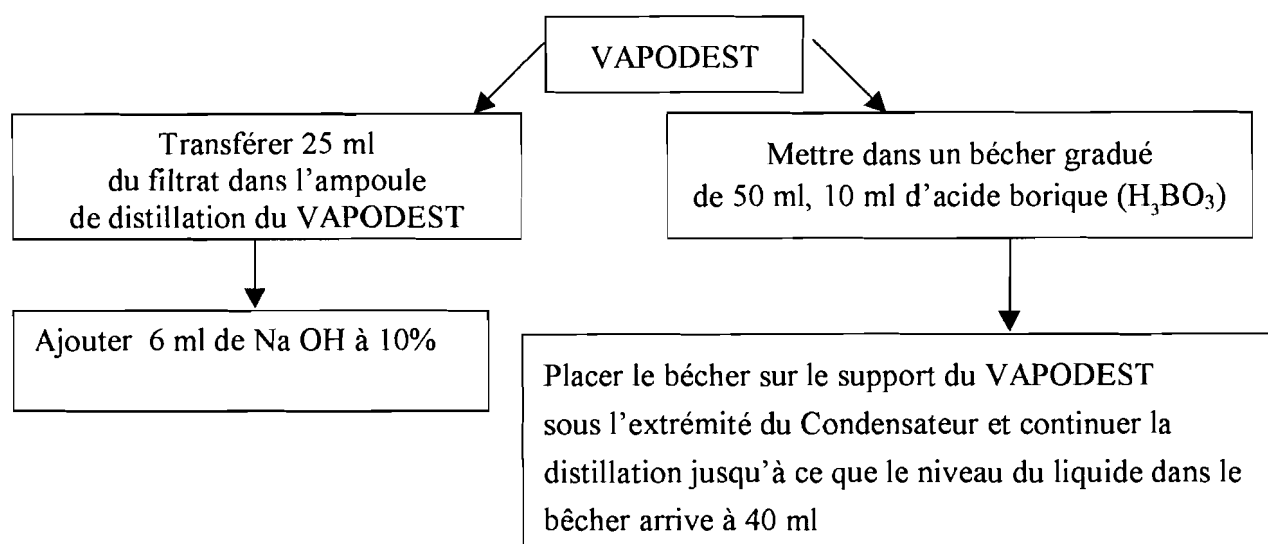 VAPODEST
Transférer 25 ml
du filtrat dans l'ampoule
de distillation du VAPODEST
Mettre dans un bécher gradué
de 50 ml, 10 ml d'acide borique (H₃BO₃)
Ajouter 6 ml de Na OH à 10%
Placer le bécher sur le support du VAPODEST
sous l'extrémité du Condensateur et continuer la
distillation jusqu'à ce que le niveau du liquide dans le
bêcher arrive à 40 ml